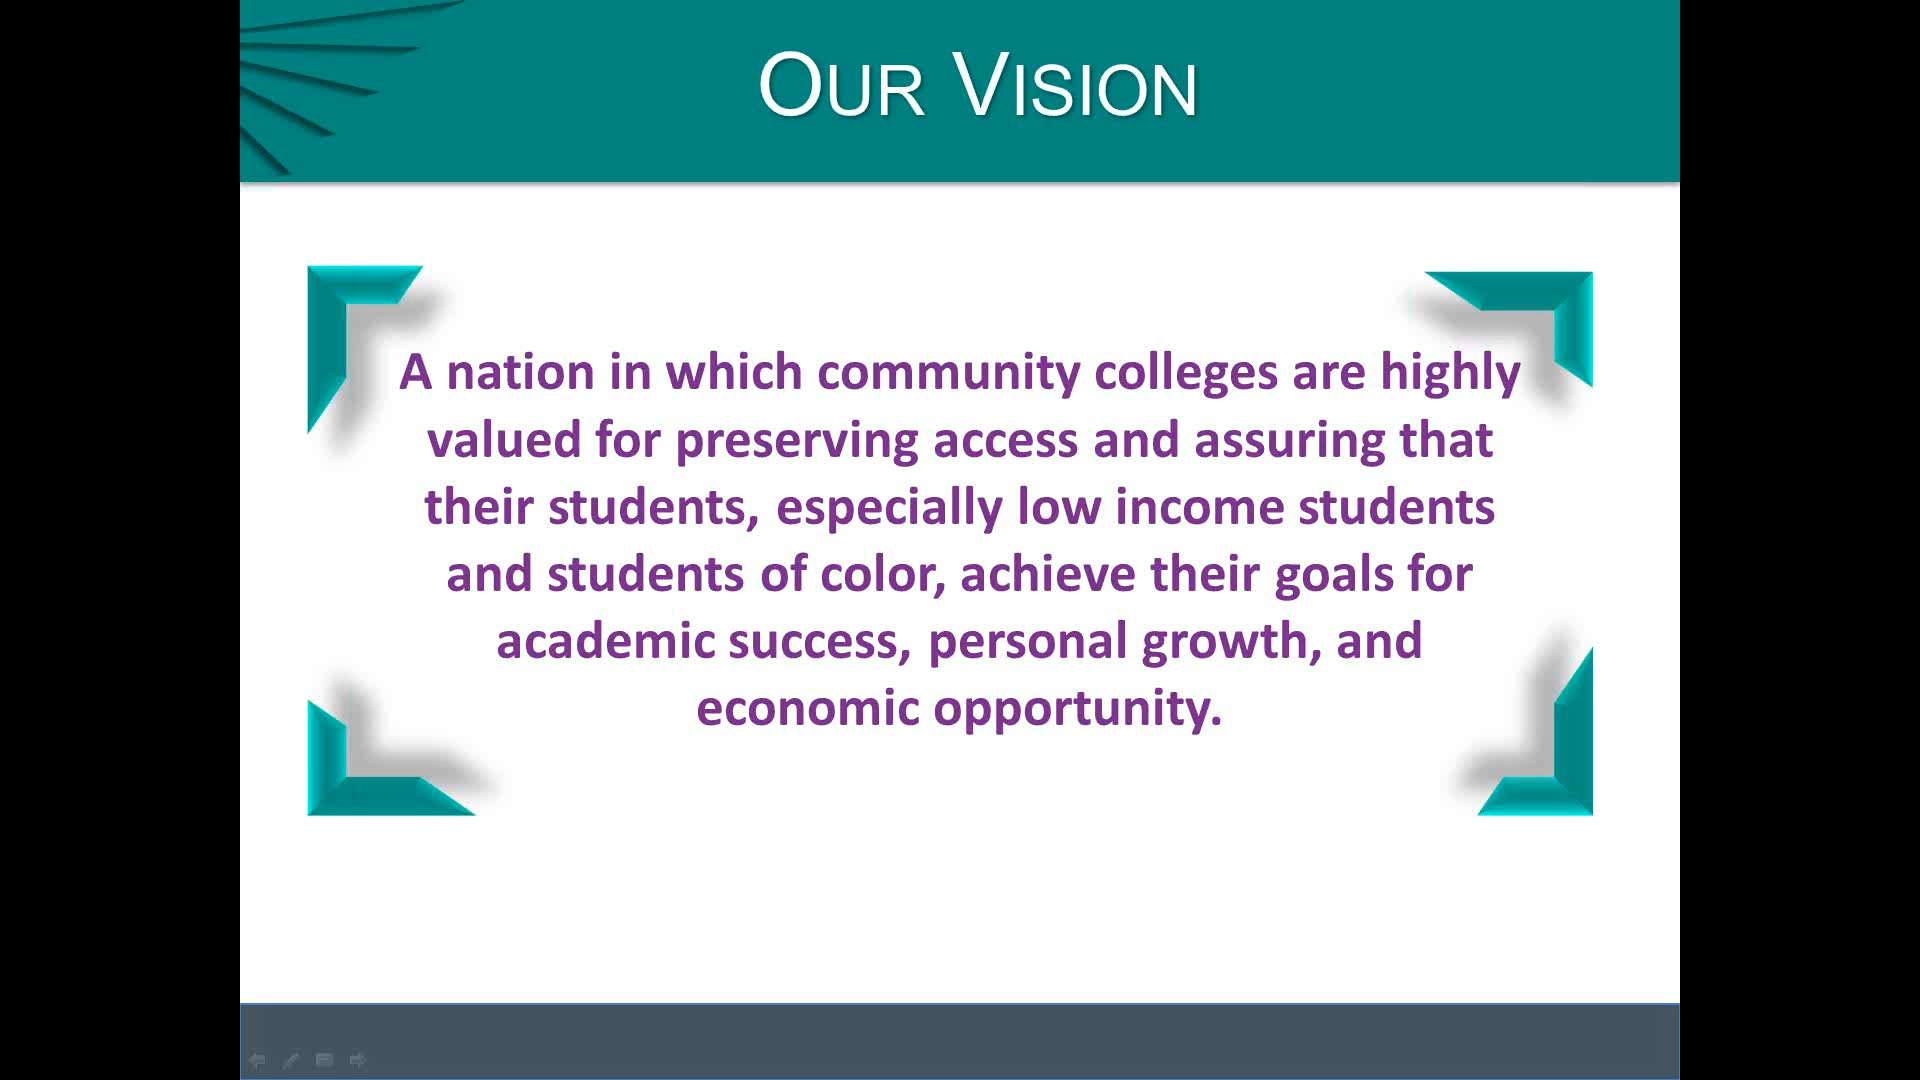 OUR VISION
A nation in which community colleges are highly
valued for preserving access and assuring that
their students, especially low income students
and students of color, achieve their goals for
academic success, personal growth, and
economic opportunity.